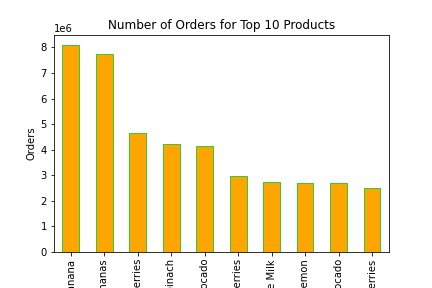 Number of Orders for Top 10 Products
1e6
8
7
6
5
4
3
2
1
0
Orders
nana
nanas
erries
inach
ocado
erries
e Milk
emon
ocado
erries